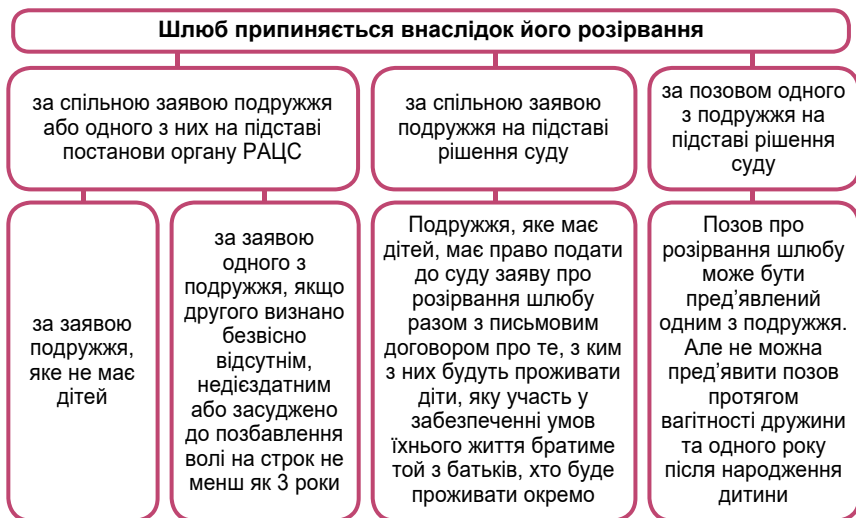 Шлюб припиняється внаслідок його розірвання
за спільною заявою подружжя
або одного з них на підставі
постанови органу РАЦС
за спільною заявою
подружжя на підставі
рішення суду
за позовом одного
з подружжя на
підставі рішення
суду
за заявою
подружжя,
яке не має
дітей
за заявою
одного з
подружжя, якщо
другого визнано
безвісно
відсутнім,
недієздатним
або засуджено
до позбавлення
волі на строк не
менш як 3 роки
Подружжя, яке має
дітей, має право подати
до суду заяву про
розірвання шлюбу
разом з письмовим
договором про те, з ким
з них будуть проживати
діти, яку участь у
забезпеченні умов
їхнього життя братиме
той з батьків, хто буде
проживати окремо
Позов про
розірвання шлюбу
може бути
пред’явлений
одним з подружжя.
Але не можна
пред’явити позов
протягом
вагітності дружини
та одного року
після народження
дитини